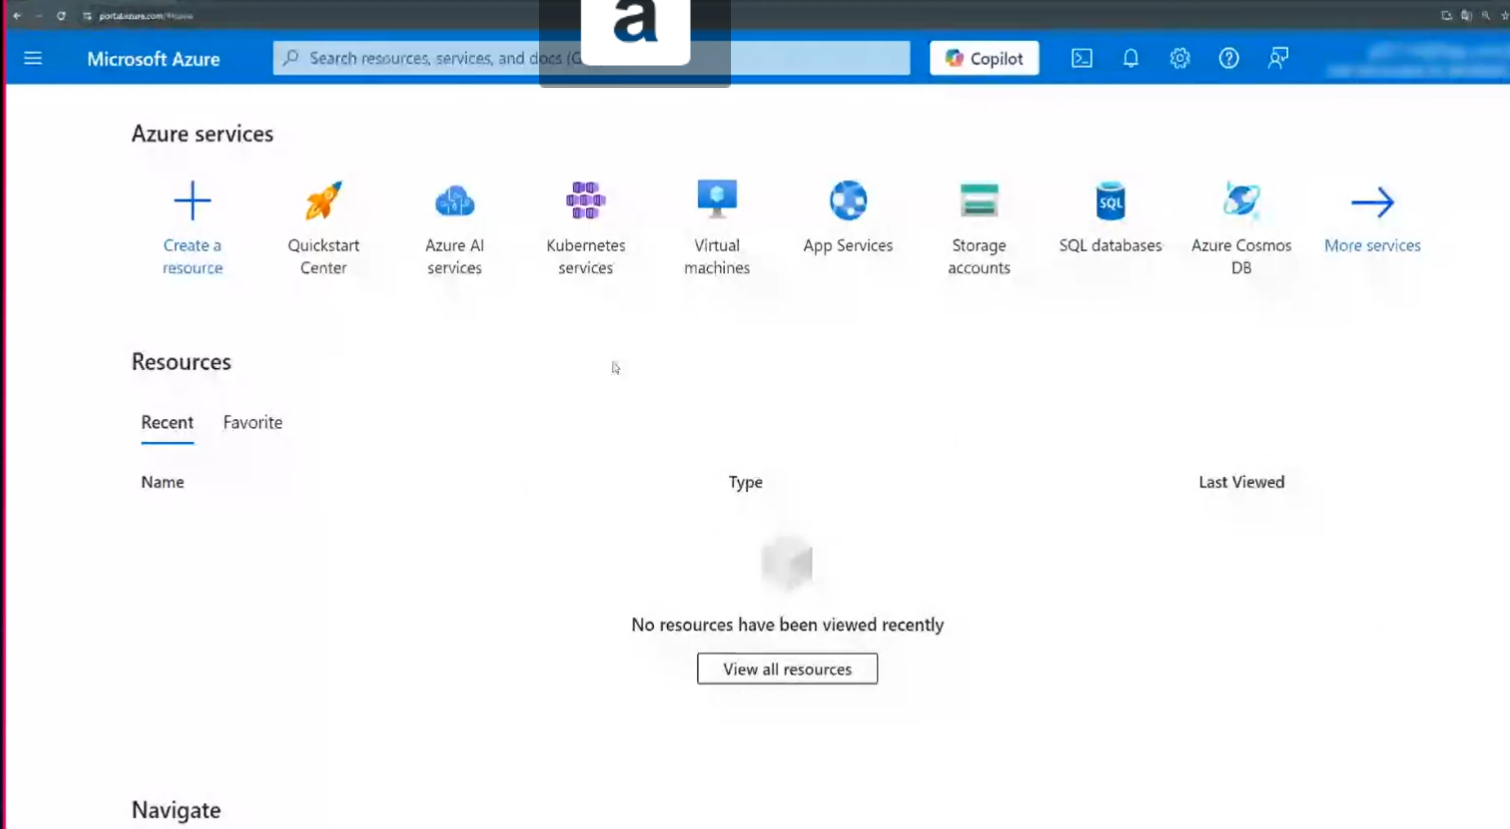 portal.azure.com/#home
a
Microsoft Azure
Search resources, services, and docs (G
Copilot
Azure services
Create a
resource
Quickstart
Center
Azure AI
services
Kubernetes
services
Virtual
machines
App Services
Storage
accounts
SQL
SQL databases
Azure Cosmos
DB
More services
Resources
Recent
Favorite
Name
Type
Last Viewed
No resources have been viewed recently
View all resources
Navigate